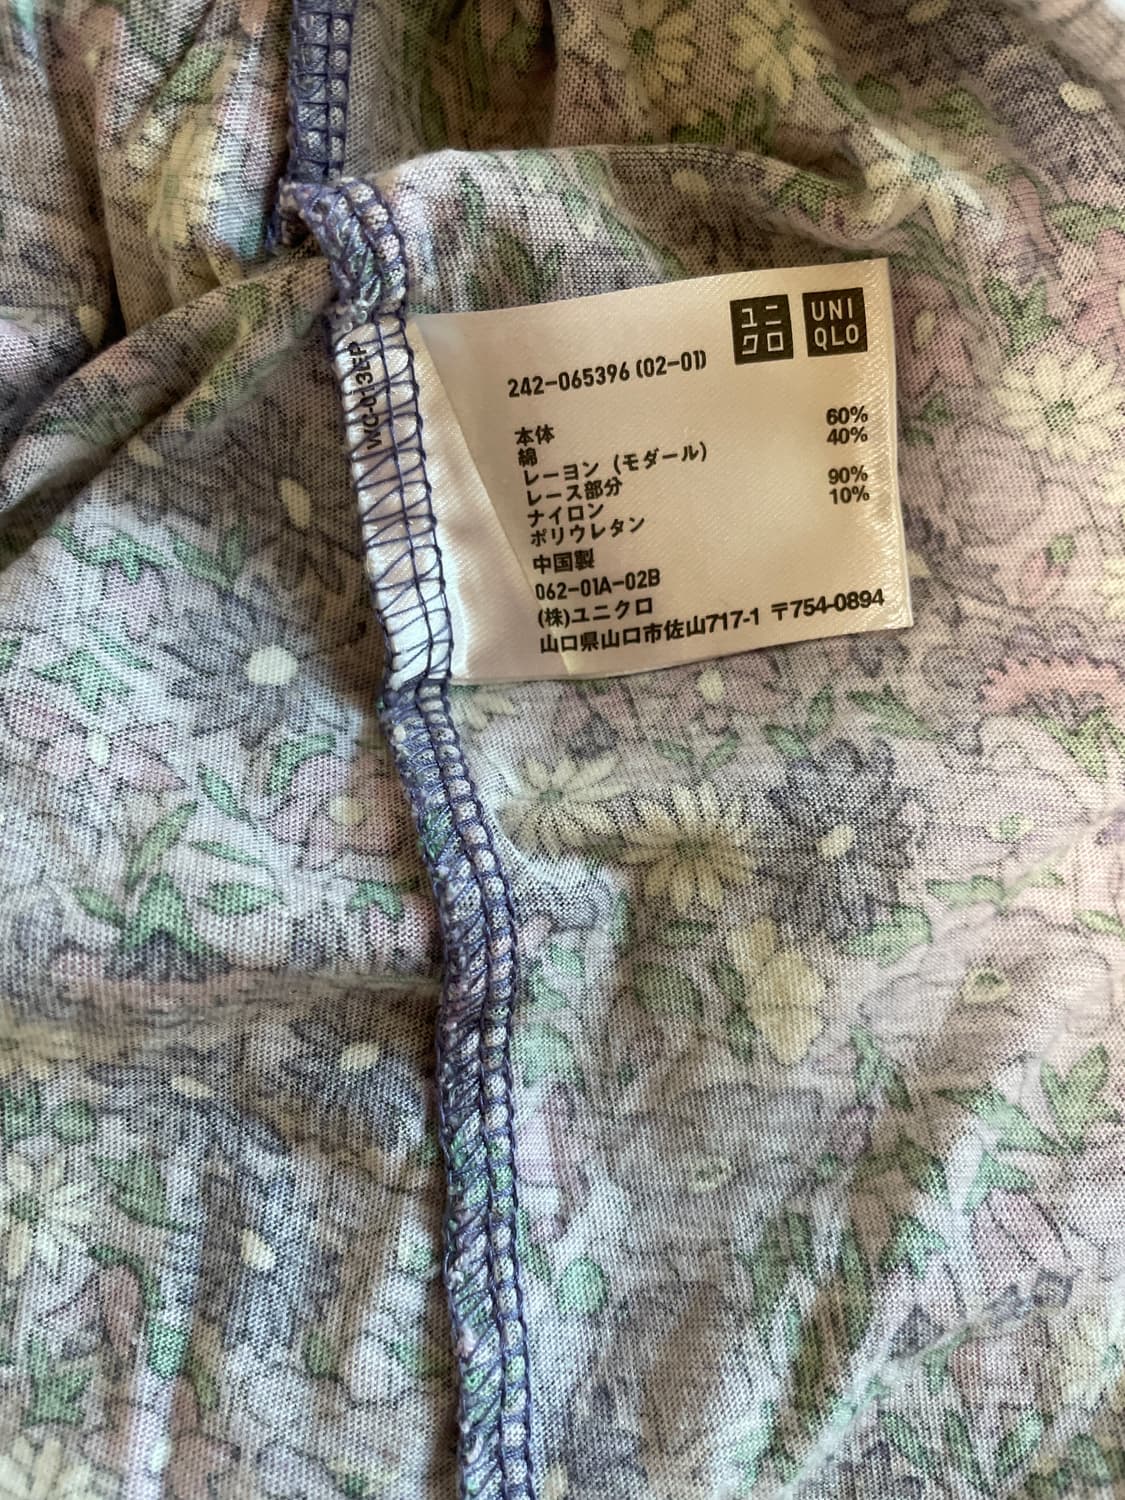 ユニクロ UNIQLO
242-065396 (02-01)
本体
綿 60%
レーヨン (モダール) 40%
レース部分
ナイロン 90%
ポリウレタン 10%
中国製
062-01A-02B
(株)ユニクロ
山口県山口市佐山717-1 〒754-0894
WC-013EP